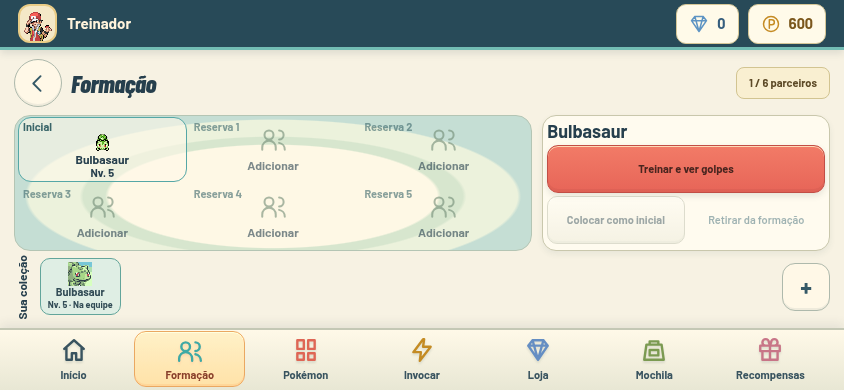 Treinador
0
600
Formação
1 / 6 parceiros
Inicial
Bulbasaur
Nv. 5
Reserva 1
Adicionar
Reserva 2
Adicionar
Reserva 3
Adicionar
Reserva 4
Adicionar
Reserva 5
Adicionar
Bulbasaur
Treinar e ver golpes
Colocar como inicial
Retirar da formação
Sua coleção
Bulbasaur
Nv. 5 · Na equipe
+
Início
Formação
Pokémon
Invocar
Loja
Mochila
Recompensas